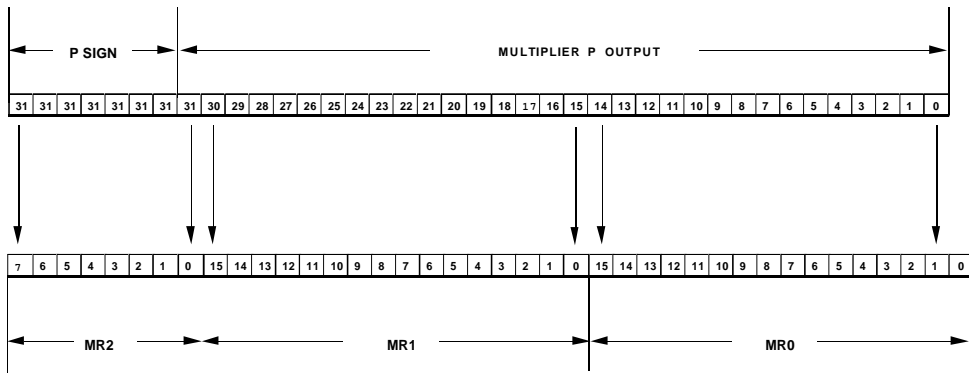 P SIGN MULTIPLIER P OUTPUT
31 31 31 31 31 31 31 31 30 29 28 27 26 25 24 23 22 21 20 19 18 17 16 15 14 13 12 11 10 9 8 7 6 5 4 3 2 1 0
7 6 5 4 3 2 1 0 15 14 13 12 11 10 9 8 7 6 5 4 3 2 1 0 15 14 13 12 11 10 9 8 7 6 5 4 3 2 1 0
MR2 MR1 MR0